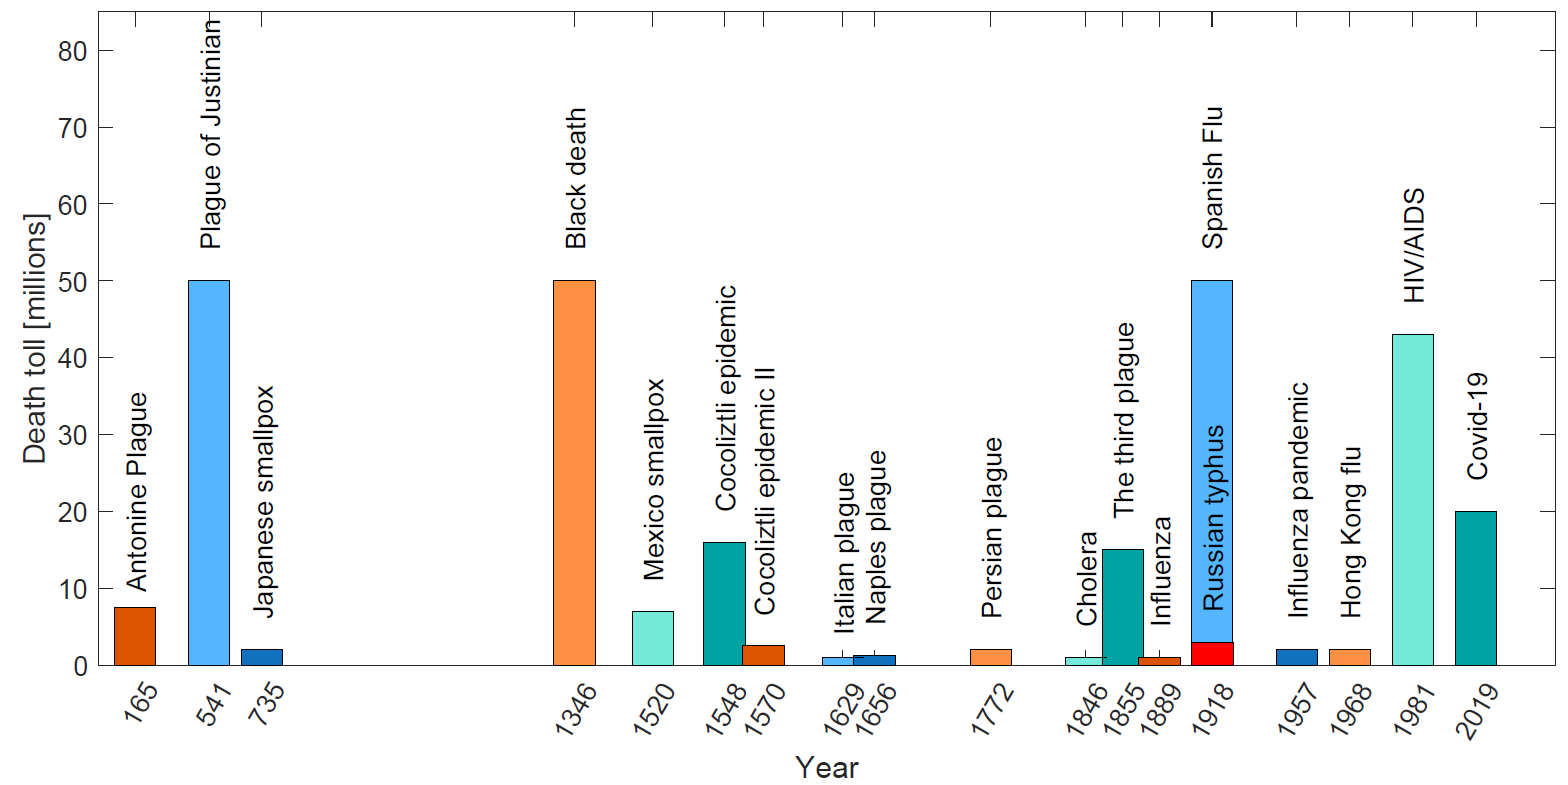 Death toll [millions]
80
70
60
50
40
30
20
10
0
Antonine Plague
Plague of Justinian
Japanese smallpox
Black death
Mexico smallpox
Cocoliztli epidemic
Cocoliztli epidemic II
Italian plague
Naples plague
Persian plague
Cholera
The third plague
Influenza
Spanish Flu
Russian typhus
Influenza pandemic
Hong Kong flu
HIV/AIDS
Covid-19
165
541
735
1346
1520
1548
1570
1629
1656
1772
1846
1855
1889
1918
1957
1968
1981
2019
Year